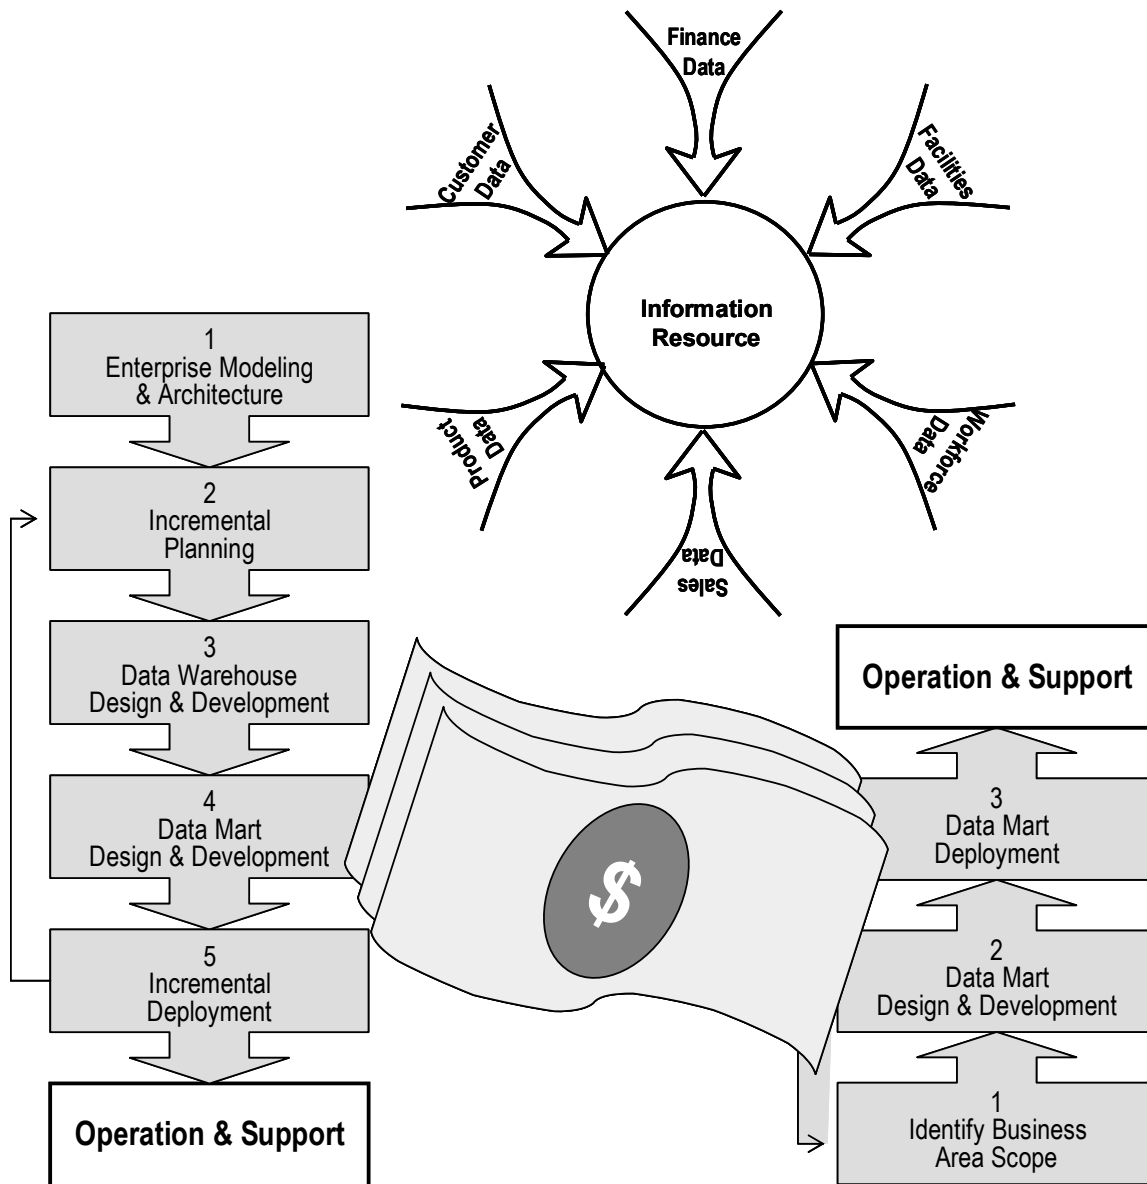 Finance
Data
Customer
Data
Facilities
Data
Information
Resource
Product
Data
Workforce
Data
Sales
Data
1
Enterprise Modeling
& Architecture
2
Incremental
Planning
3
Data Warehouse
Design & Development
4
Data Mart
Design & Development
5
Incremental
Deployment
Operation & Support
$
Operation & Support
3
Data Mart
Deployment
2
Data Mart
Design & Development
1
Identify Business
Area Scope